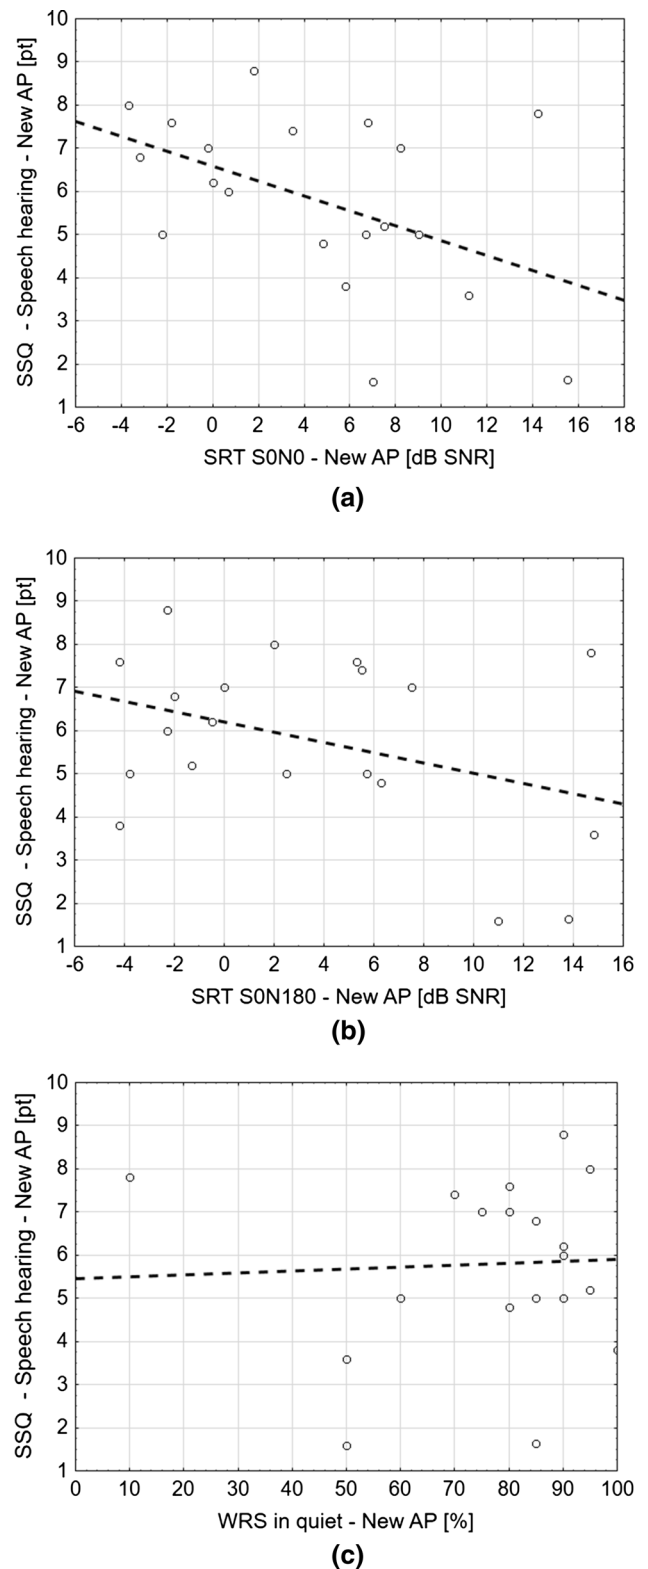 10
9
8
7
6
5
4
3
2
1
SSQ - Speech hearing - New AP [pt]
-6 -4 -2 0 2 4 6 8 10 12 14 16 18
SRT S0N0 - New AP [dB SNR]
(a)
10
9
8
7
6
5
4
3
2
1
SSQ - Speech hearing - New AP [pt]
-6 -4 -2 0 2 4 6 8 10 12 14 16
SRT S0N180 - New AP [dB SNR]
(b)
10
9
8
7
6
5
4
3
2
1
SSQ - Speech hearing - New AP [pt]
0 10 20 30 40 50 60 70 80 90 100
WRS in quiet - New AP [%]
(c)